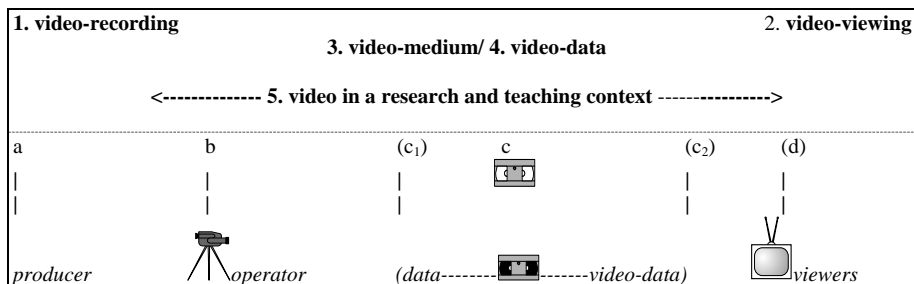 1. video-recording 2. video-viewing
3. video-medium/ 4. video-data
<------------- 5. video in a research and teaching context --------------->
a b (c₁) c (c₂) (d)
| | | | |
| | | | |
producer operator (data-------- -------video-data) viewers